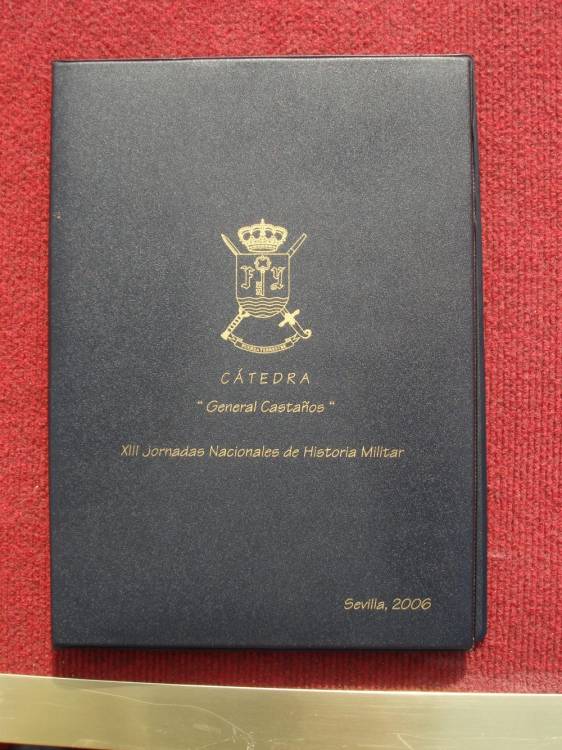 F Y
CÁTEDRA
" General Castaños "
XIII Jornadas Nacionales de Historia Militar
Sevilla, 2006